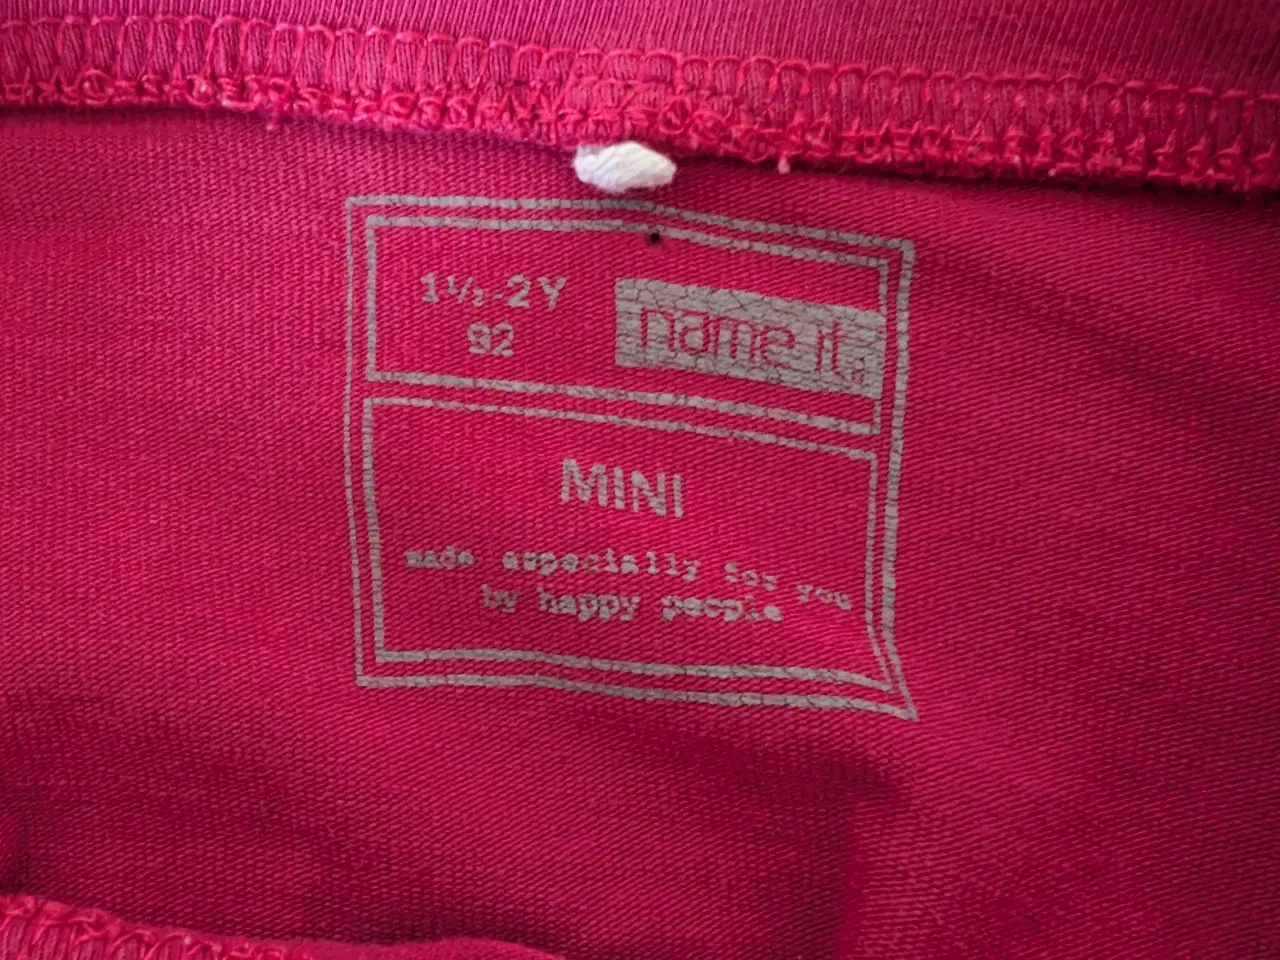 1½-2Y
92
name it.
MINI
made especially for you
by happy people